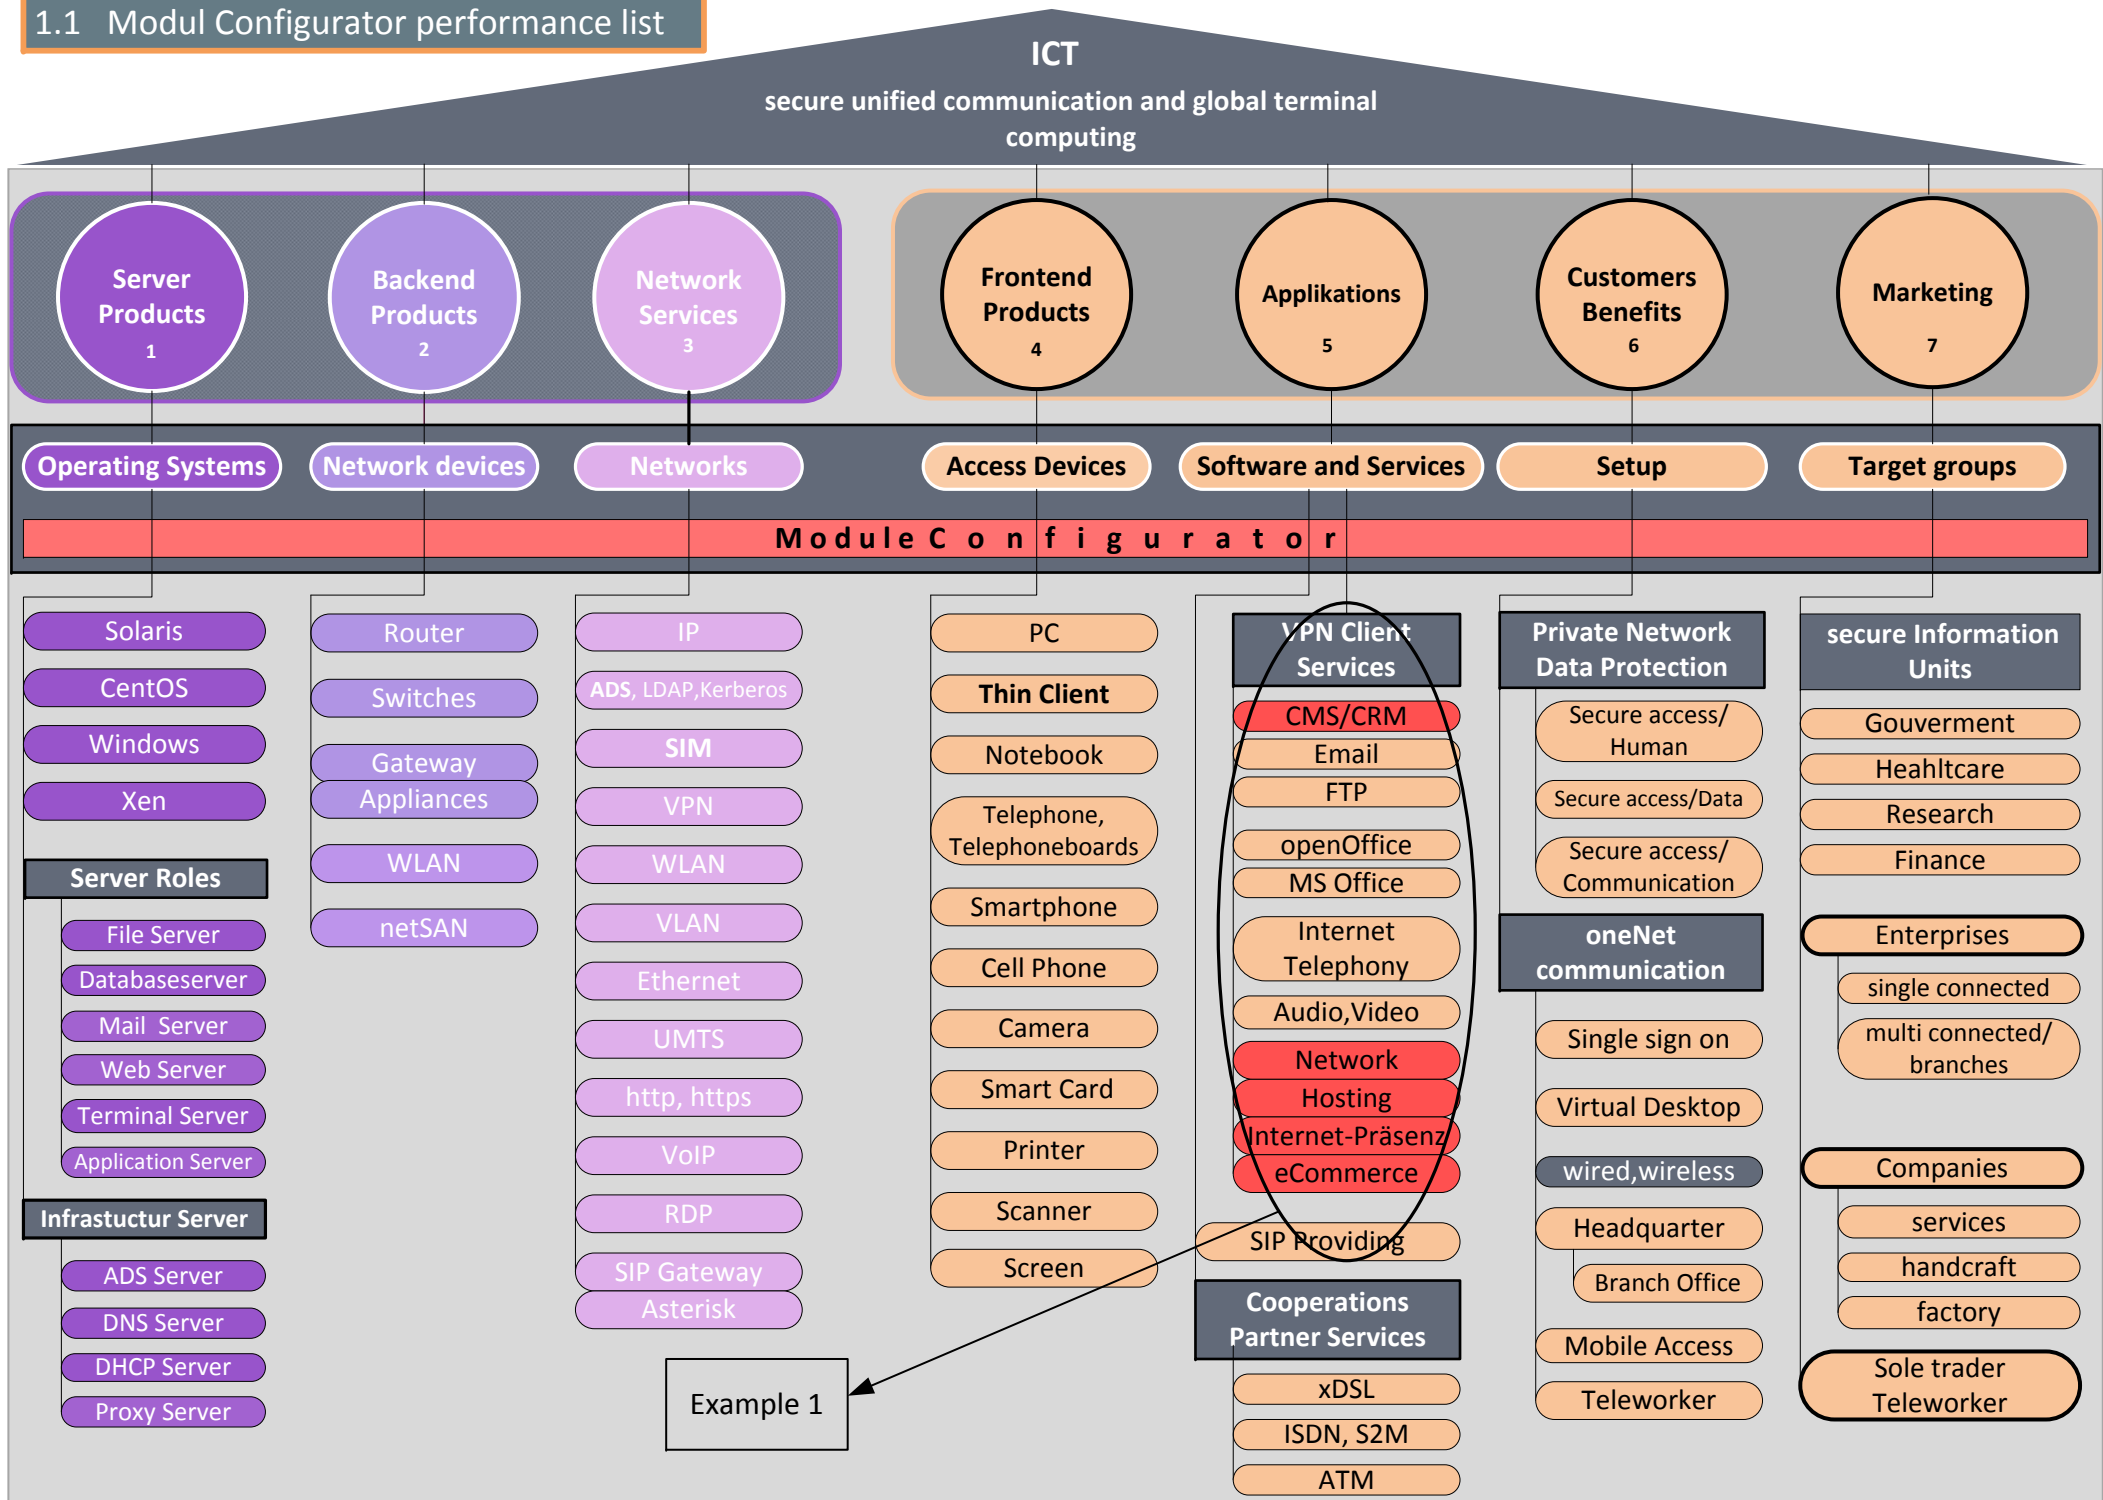 1.1 Modul Configurator performance list
ICT
secure unified communication and global terminal
computing
Server
Products
1
Backend
Products
2
Network
Services
3
Frontend
Products
4
Applikations
5
Customers
Benefits
6
Marketing
7
Operating Systems
Network devices
Networks
Access Devices
Software and Services
Setup
Target groups
Module Configurator
Solaris
CentOS
Windows
Xen
Server Roles
File Server
Databaseserver
Mail Server
Web Server
Terminal Server
Application Server
Infrastuctur Server
ADS Server
DNS Server
DHCP Server
Proxy Server
Router
Switches
Gateway
Appliances
WLAN
netSAN
IP
ADS, LDAP,Kerberos
SIM
VPN
WLAN
VLAN
Ethernet
UMTS
http, https
VoIP
RDP
SIP Gateway
Asterisk
Example 1
PC
Thin Client
Notebook
Telephone,
Telephoneboards
Smartphone
Cell Phone
Camera
Smart Card
Printer
Scanner
Screen
VPN Client
Services
CMS/CRM
Email
FTP
openOffice
MS Office
Internet
Telephony
Audio,Video
Network
Hosting
Internet-Präsenz
eCommerce
SIP Providing
Cooperations
Partner Services
xDSL
ISDN, S2M
ATM
Private Network
Data Protection
Secure access/
Human
Secure access/Data
Secure access/
Communication
oneNet
communication
Single sign on
Virtual Desktop
wired,wireless
Headquarter
Branch Office
Mobile Access
Teleworker
secure Information
Units
Gouverment
Heahltcare
Research
Finance
Enterprises
single connected
multi connected/
branches
Companies
services
handcraft
factory
Sole trader
Teleworker